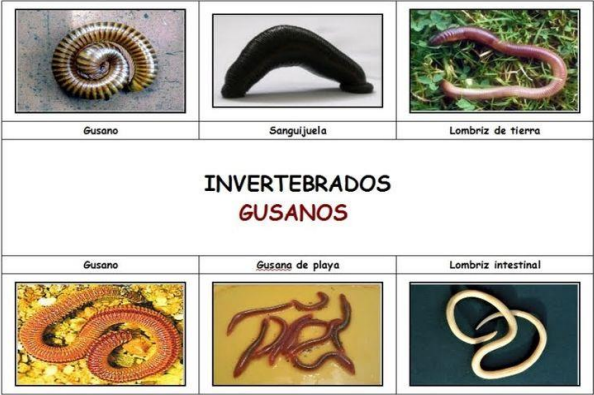 Gusano
Sanguijuela
Lombriz de tierra
INVERTEBRADOS
GUSANOS
Gusano
Gusana de playa
Lombriz intestinal